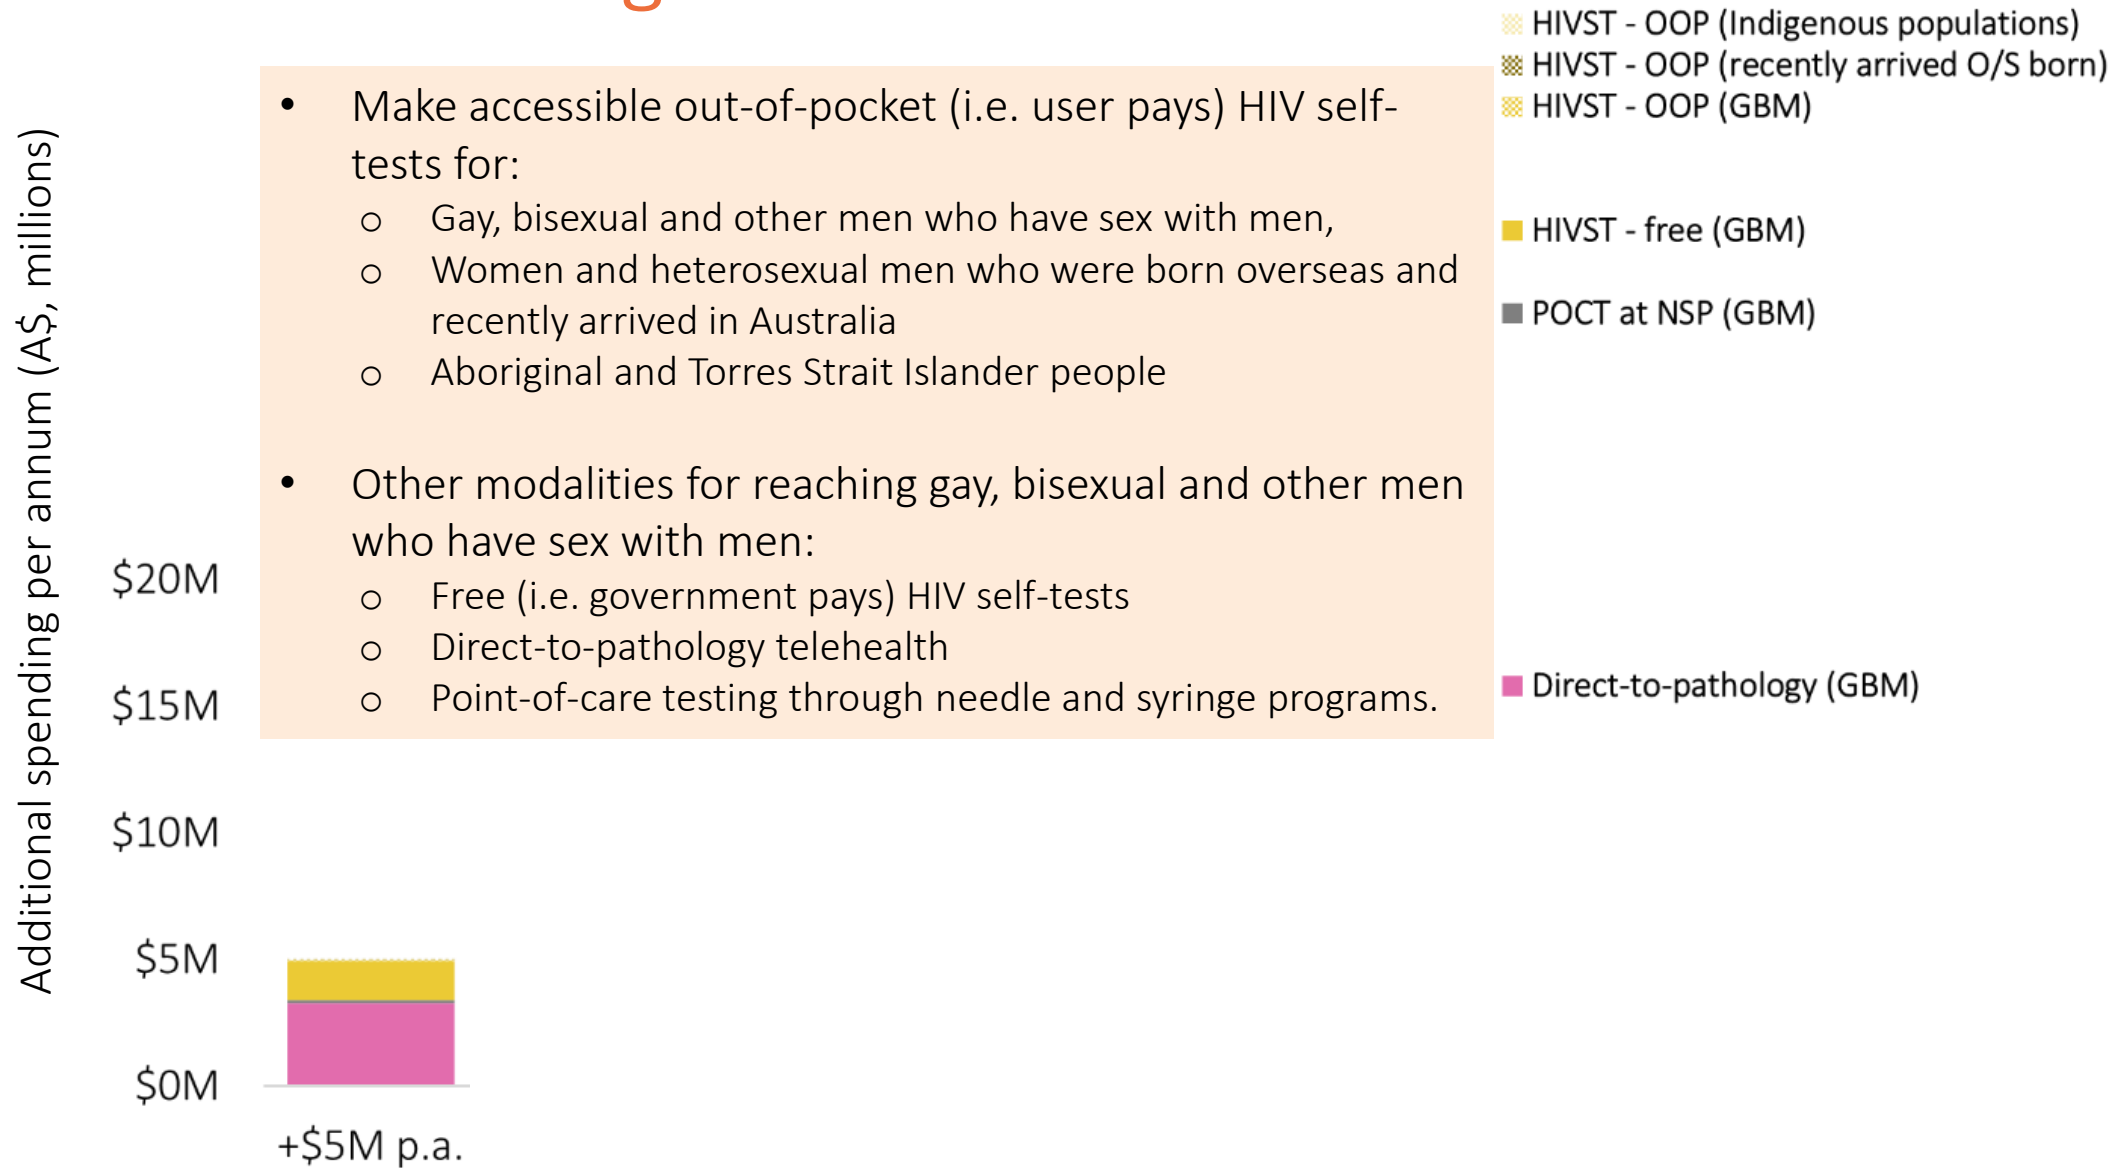 HIVST - OOP (Indigenous populations)
HIVST - OOP (recently arrived O/S born)
HIVST - OOP (GBM)
HIVST - free (GBM)
POCT at NSP (GBM)
Direct-to-pathology (GBM)
• Make accessible out-of-pocket (i.e. user pays) HIV self-
tests for:
o Gay, bisexual and other men who have sex with men,
o Women and heterosexual men who were born overseas and
recently arrived in Australia
o Aboriginal and Torres Strait Islander people
• Other modalities for reaching gay, bisexual and other men
who have sex with men:
o Free (i.e. government pays) HIV self-tests
o Direct-to-pathology telehealth
o Point-of-care testing through needle and syringe programs.
Additional spending per annum (A$, millions)
$20M
$15M
$10M
$5M
$0M
+$5M p.a.